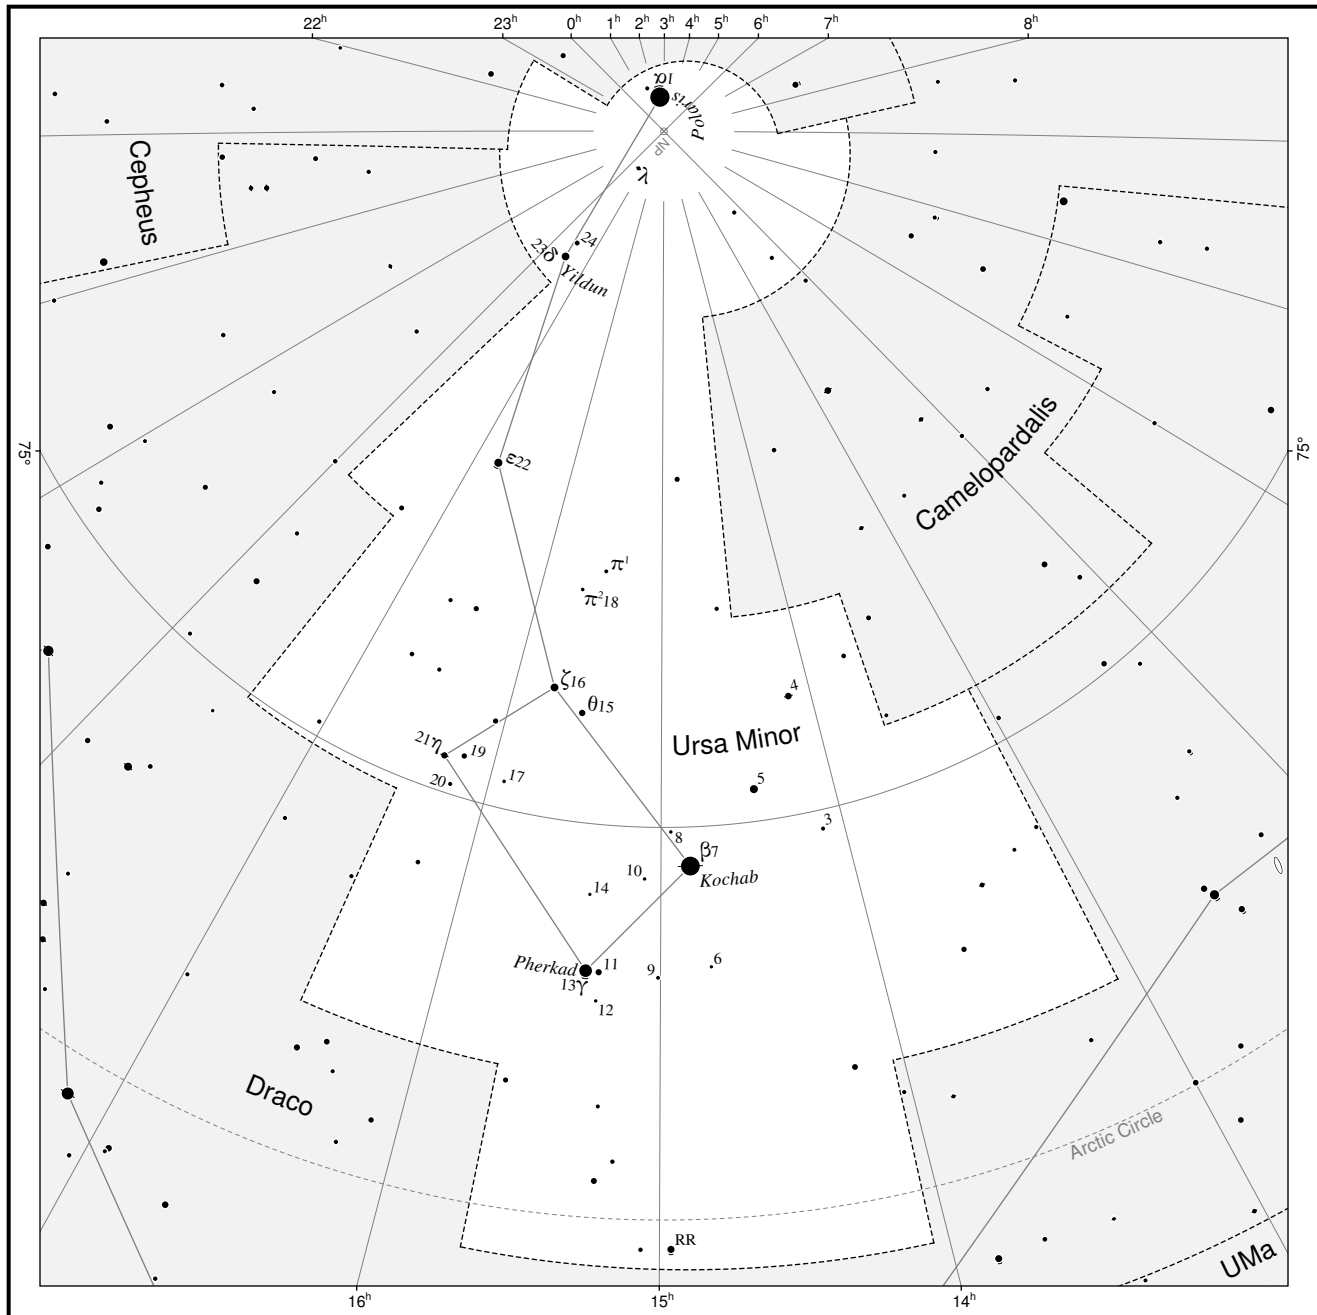 22h 23h 0h 1h 2h 3h 4h 5h 6h 7h 8h
α1
Polaris
NP
λ
Cepheus
24
23δ
Yildun
75°
75°
ε22
Camelopardalis
π1
π218
ζ16
θ15
4
Ursa Minor
21η
19
20
17
5
3
8
β7
Kochab
10
14
Pherkad
11
13γ
12
9
6
Draco
Arctic Circle
RR
UMa
16h 15h 14h